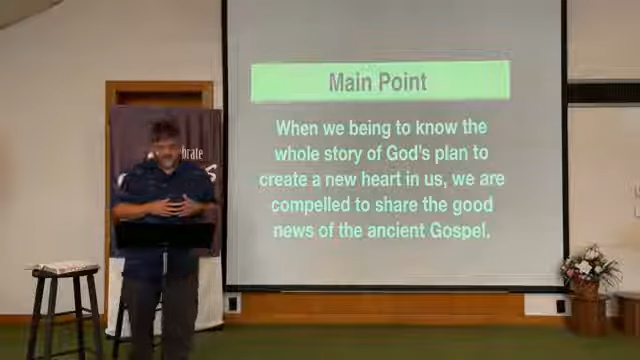 Main Point
When we being to know the
whole story of God's plan to
create a new heart in us, we are
compelled to share the good
news of the ancient Gospel.